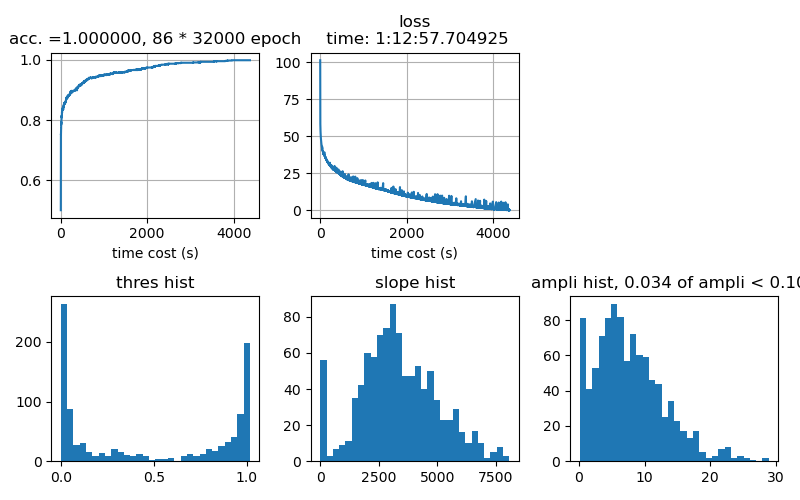 acc. =1.000000, 86 * 32000 epoch
1.0
0.8
0.6
0 2000 4000
time cost (s)
loss
time: 1:12:57.704925
100
75
50
25
0
0 2000 4000
time cost (s)
thres hist
200
100
0
0.0 0.5 1.0
slope hist
80
60
40
20
0
0 2500 5000 7500
ampli hist, 0.034 of ampli < 0.10
80
60
40
20
0
0 10 20 30